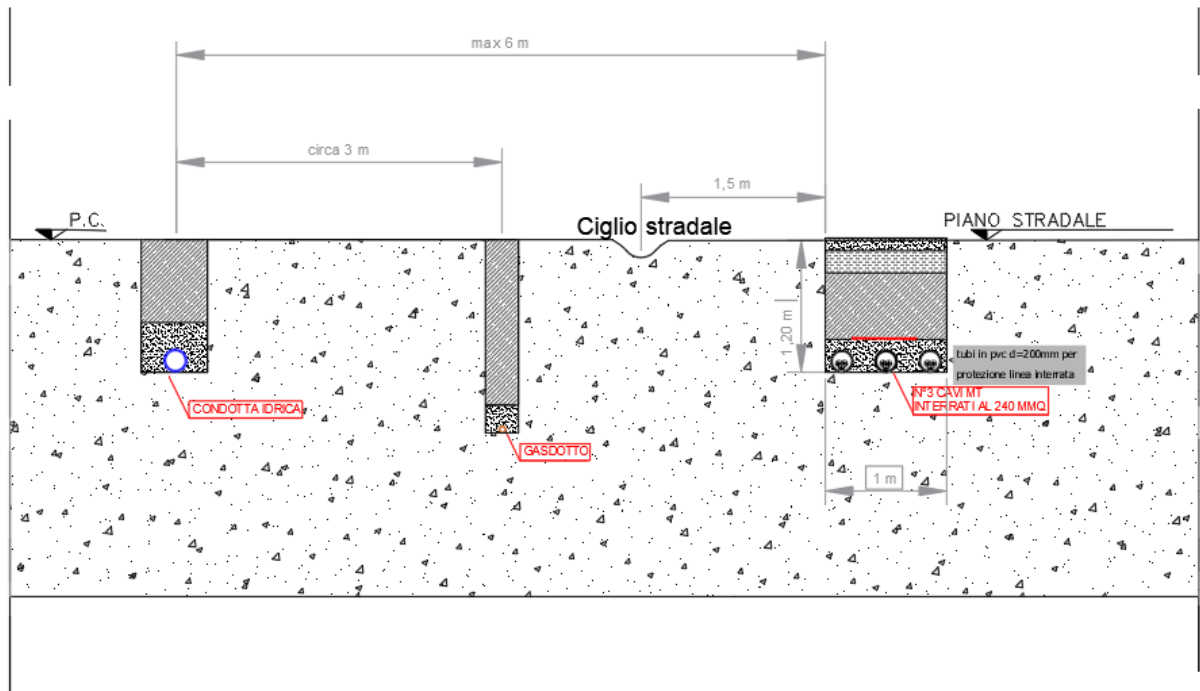 max 6 m
circa 3 m
1,5 m
P.C.
Ciglio stradale
PIANO STRADALE
1,20 m
tubi in pvc d=200mm per
protezione linea interrata
N°3 CAVI MT
INTERRATI AL 240 MMQ
CONDOTTA IDRICA
GASDOTTO
1 m